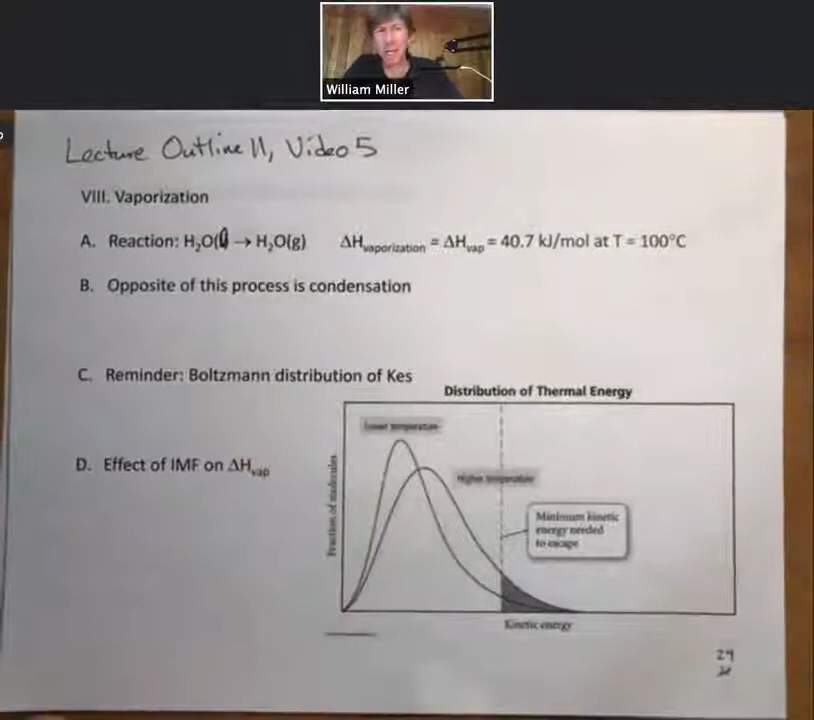 William Miller
Lecture Outline 11, Video 5
VIII. Vaporization
A. Reaction: H₂O(l) → H₂O(g) ΔHvaporization = ΔHvap = 40.7 kJ/mol at T = 100°C
B. Opposite of this process is condensation
C. Reminder: Boltzmann distribution of Kes
Distribution of Thermal Energy
Lower temperature
D. Effect of IMF on ΔHvap
Higher temperature
Fraction of molecules
Minimum kinetic
energy needed
to escape
Kinetic energy
24